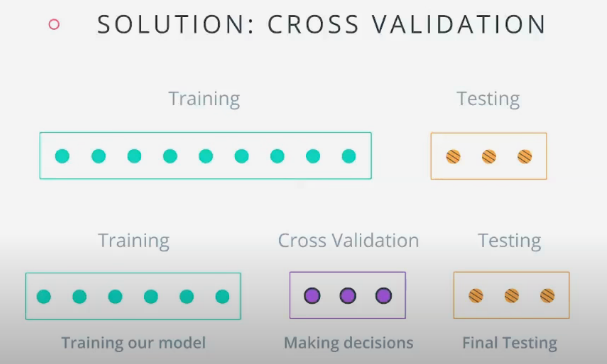 SOLUTION: CROSS VALIDATION
Training Testing
Training Cross Validation Testing
Training our model Making decisions Final Testing